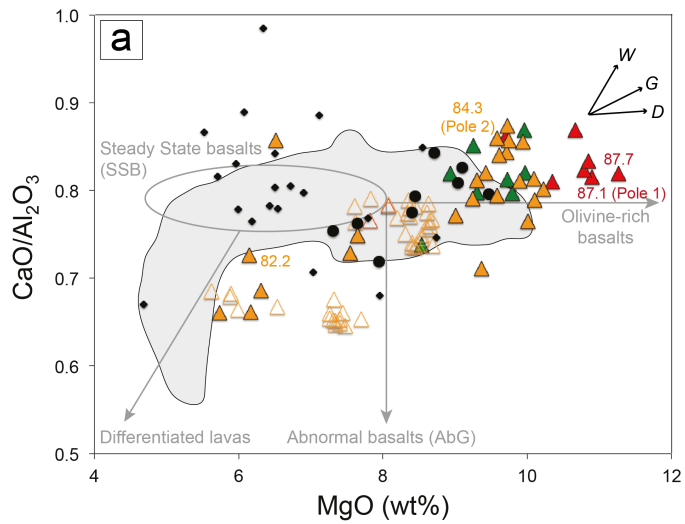 a
1.0
0.9
0.8
0.7
0.6
0.5
CaO/Al₂O₃
4
6
8
10
12
MgO (wt%)
Steady State basalts
(SSB)
84.3
(Pole 2)
W
G
D
87.7
87.1 (Pole 1)
Olivine-rich
basalts
82.2
Differentiated lavas
Abnormal basalts (AbG)